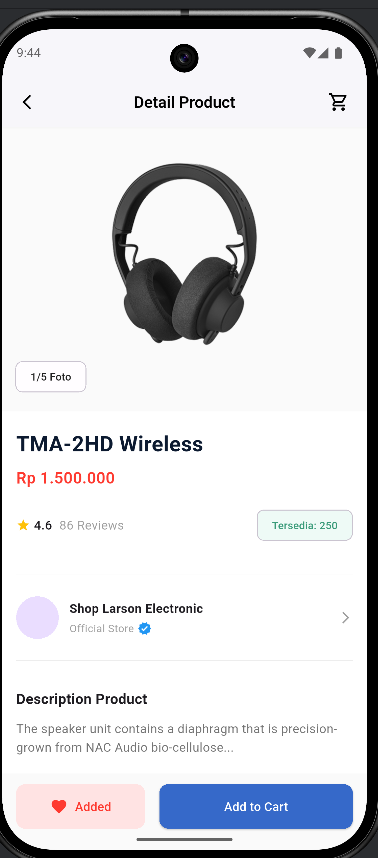 9:44
Detail Product
1/5 Foto
TMA-2HD Wireless
Rp 1.500.000
4.6 86 Reviews
Tersedia: 250
Shop Larson Electronic
Official Store
Description Product
The speaker unit contains a diaphragm that is precision-
grown from NAC Audio bio-cellulose...
Added
Add to Cart